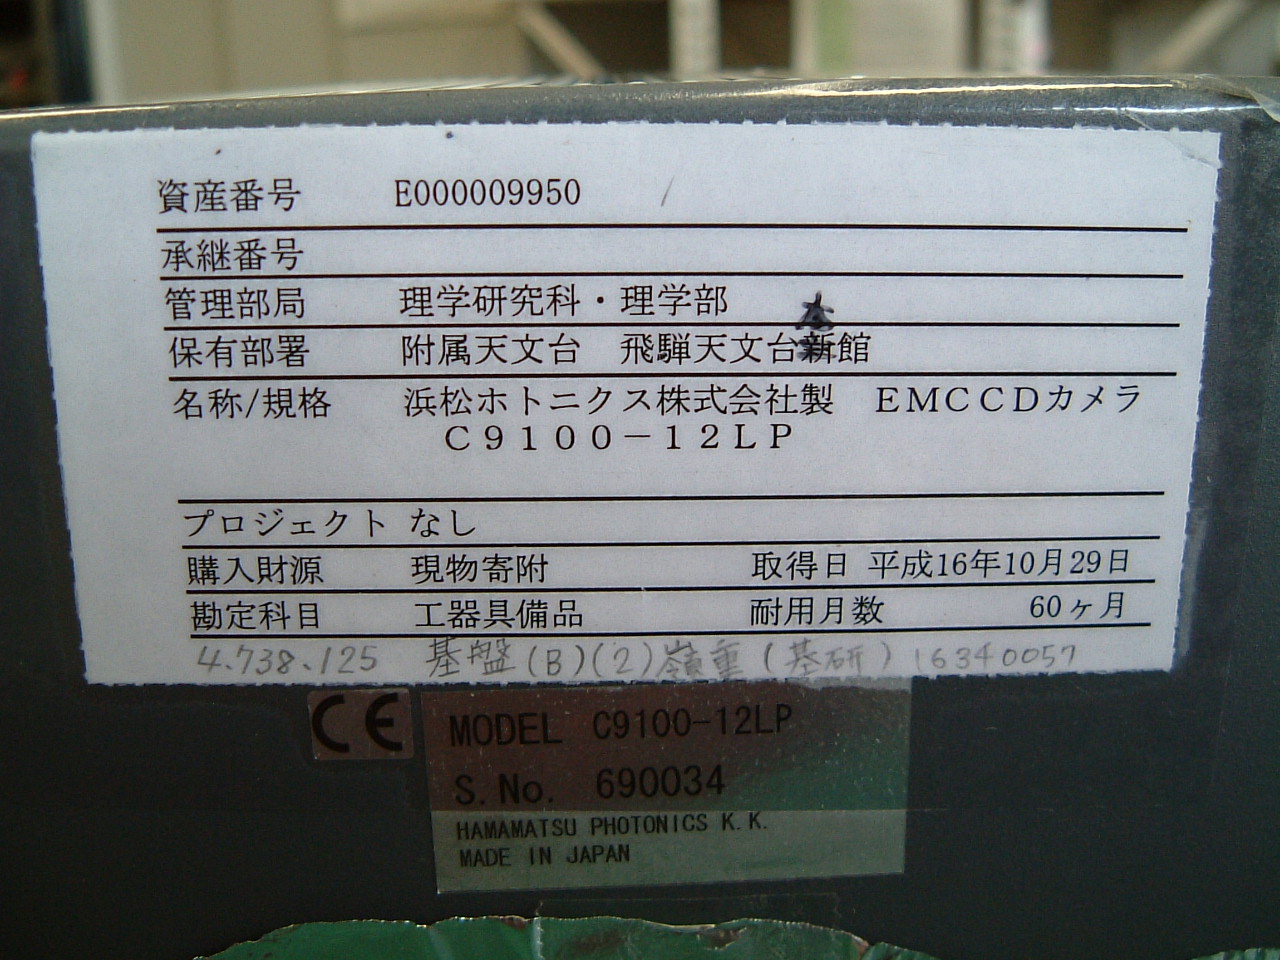 資産番号 E000009950
承継番号
管理部局 理学研究科・理学部
本
保有部署 附属天文台 飛騨天文台新館
名称/規格 浜松ホトニクス株式会社製 EMCCDカメラ
C9100-12LP
プロジェクト なし
購入財源 現物寄附 取得日 平成16年10月29日
勘定科目 工器具備品 耐用月数 60ヶ月
4.738.125 基盤(B)(2)嶺重(基研) 16340057
CE MODEL C9100-12LP
S.No. 690034
HAMAMATSU PHOTONICS K.K.
MADE IN JAPAN